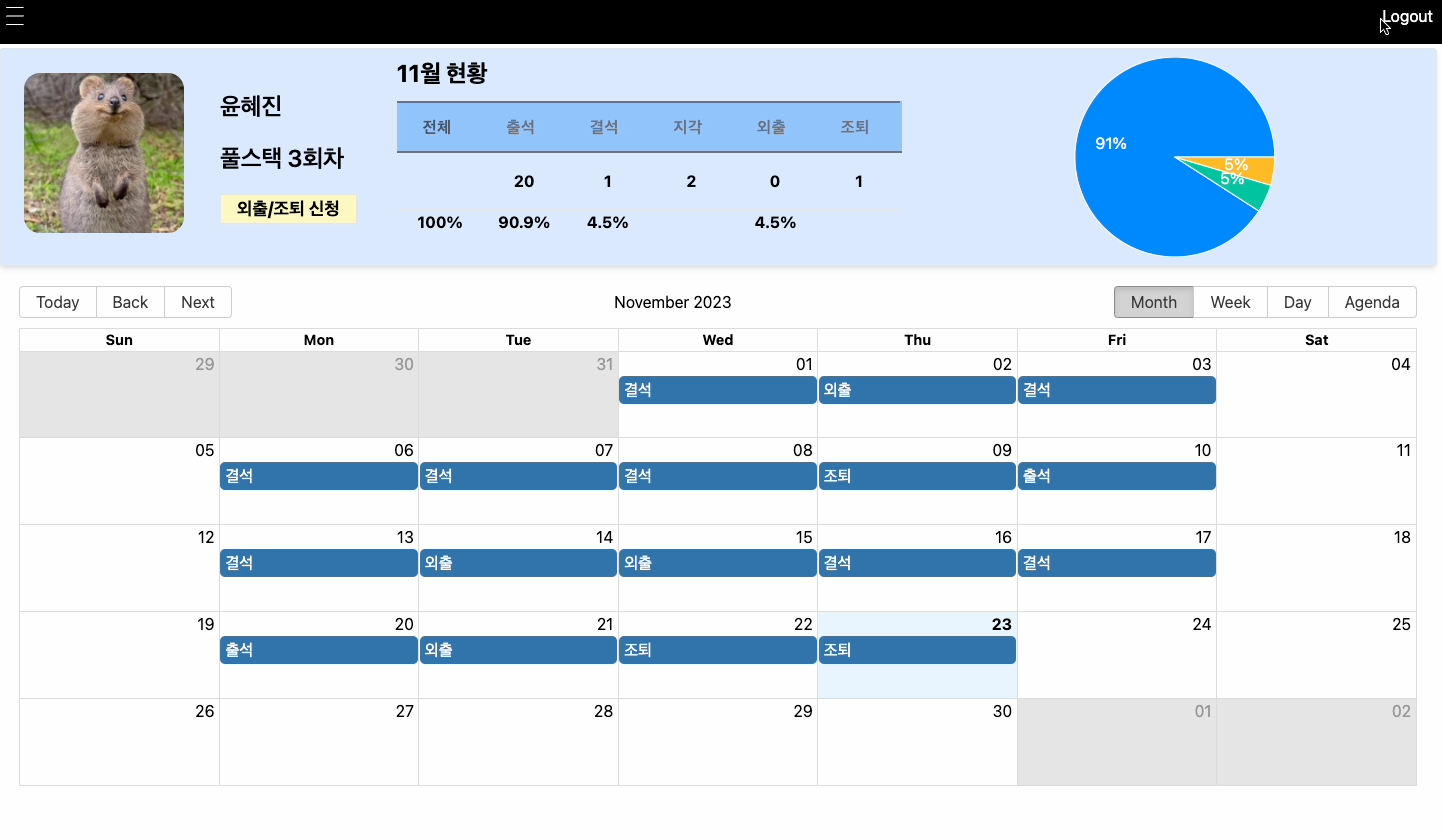 Logout
윤혜진
풀스택 3회차
외출/조퇴 신청
11월 현황
전체 출석 결석 지각 외출 조퇴
20 1 2 0 1
100% 90.9% 4.5% 4.5%
91%
5%
5%
Today Back Next
November 2023
Month Week Day Agenda
Sun Mon Tue Wed Thu Fri Sat
29 30 31 01 02 03 04
결석 외출 결석
05 06 07 08 09 10 11
결석 결석 결석 조퇴 출석
12 13 14 15 16 17 18
결석 외출 외출 결석 결석
19 20 21 22 23 24 25
출석 외출 조퇴 조퇴
26 27 28 29 30 01 02